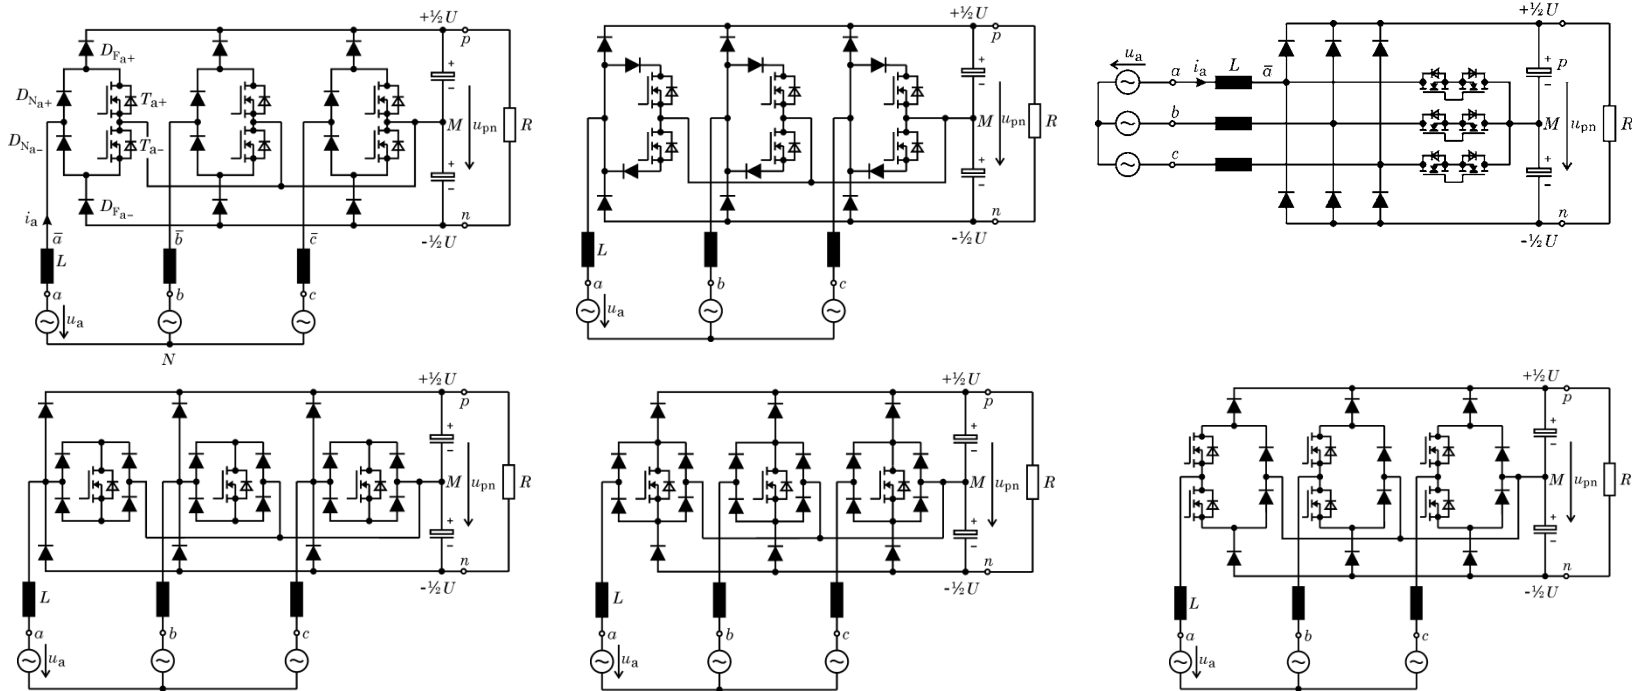 +½U
p
D_Fa+
+
−
D_Na+
T_a+
M
u_pn
R
D_Na−
T_a−
+
−
D_Fa−
n
i_a
-½U
a̅
b̅
c̅
L
a
b
c
u_a
N
+½U
p
+
−
M
u_pn
R
+
−
n
-½U
L
a
b
c
u_a
+½U
u_a
a
i_a
L
a̅
+
p
−
b
M
u_pn
R
c
+
−
n
-½U
+½U
p
+
−
M
u_pn
R
+
−
n
-½U
L
a
b
c
u_a
+½U
p
+
−
M
u_pn
R
+
−
n
-½U
L
a
b
c
u_a
+½U
p
+
−
M
u_pn
R
+
−
n
-½U
L
a
b
c
u_a